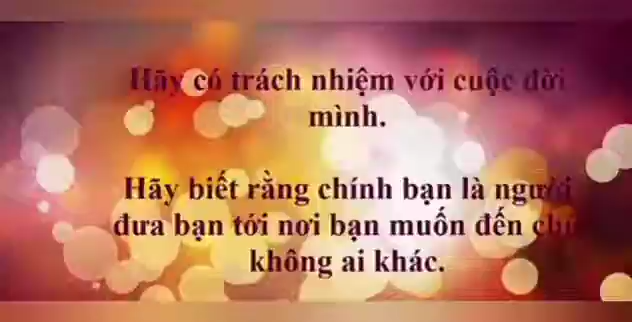 Hãy có trách nhiệm với cuộc đời
mình.
Hãy biết rằng chính bạn là người
đưa bạn tới nơi bạn muốn đến chứ
không ai khác.